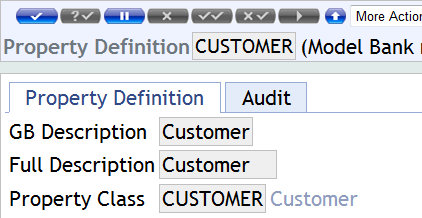 More Action
Property Definition CUSTOMER (Model Bank
Property Definition Audit
GB Description Customer
Full Description Customer
Property Class CUSTOMER Customer